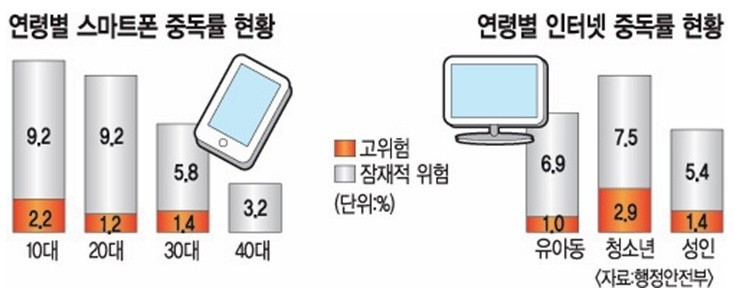 연령별 스마트폰 중독률 현황
9.2
9.2
5.8
3.2
2.2
1.2
1.4
10대
20대
30대
40대
고위험
잠재적 위험
(단위:%)
연령별 인터넷 중독률 현황
6.9
7.5
5.4
1.0
2.9
1.4
유아동
청소년
성인
〈자료:행정안전부〉